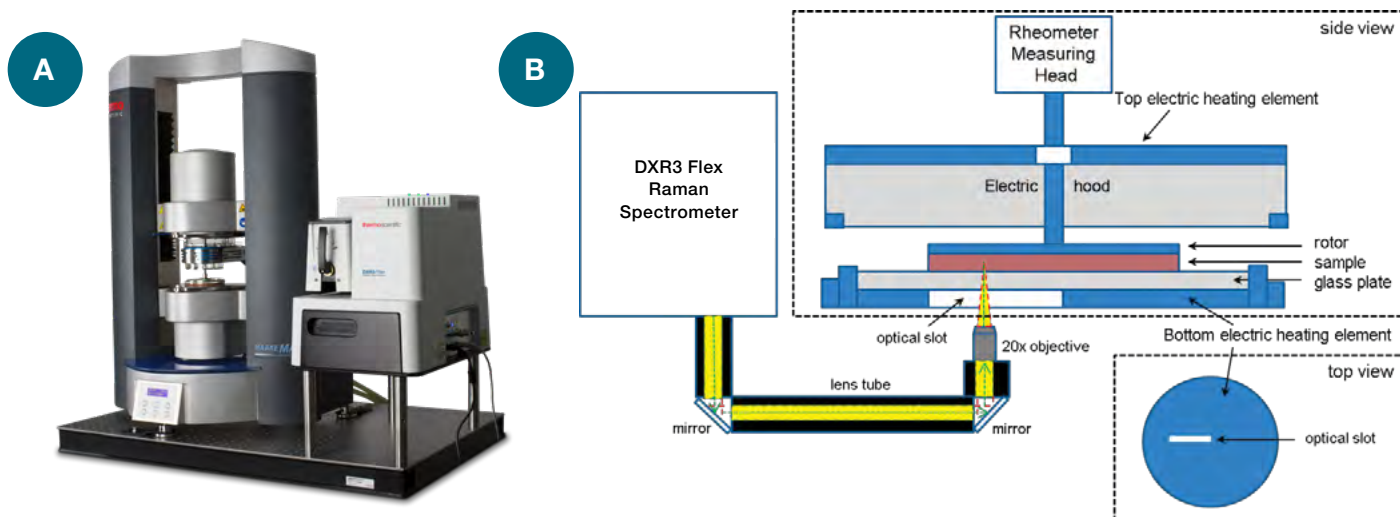 A
B
DXR3 Flex
Raman
Spectrometer
side view
Rheometer
Measuring
Head
Top electric heating element
Electric hood
rotor
sample
glass plate
optical slot
20x objective
Bottom electric heating element
lens tube
mirror
mirror
top view
optical slot